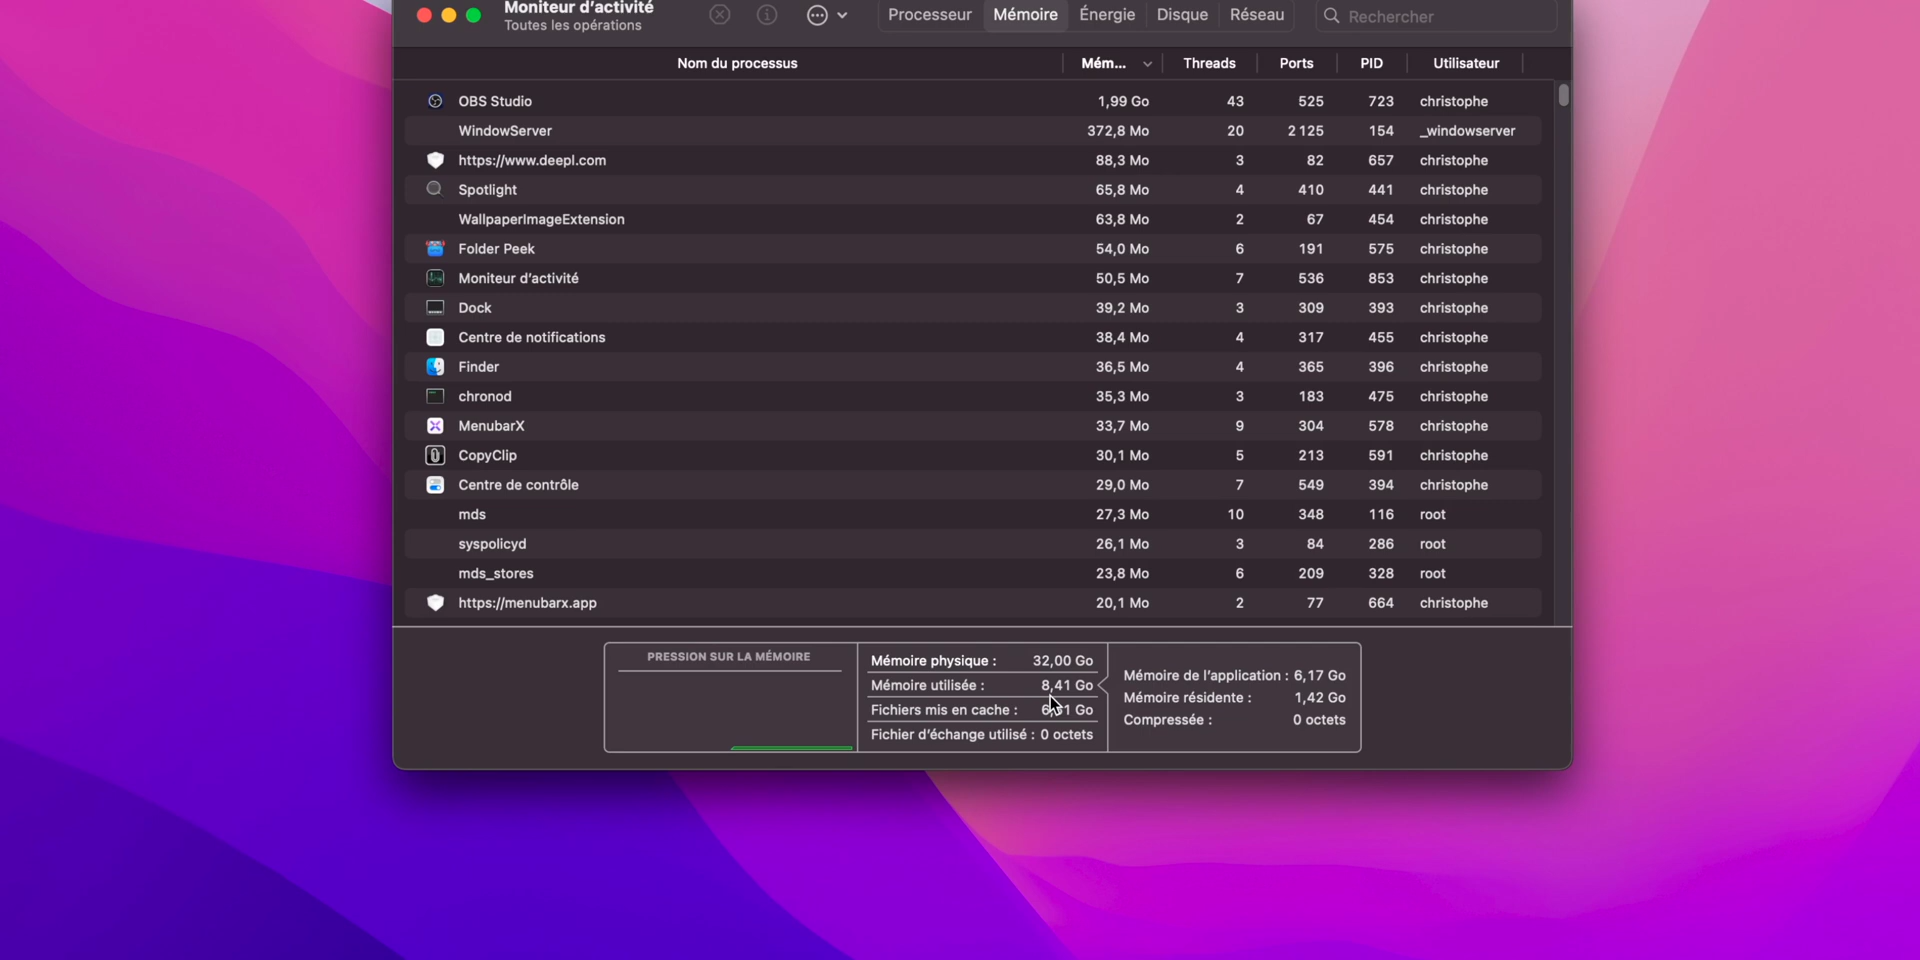 Moniteur d'activité
Toutes les opérations
Processeur Mémoire Énergie Disque Réseau Rechercher
Nom du processus Mém... Threads Ports PID Utilisateur
OBS Studio 1,99 Go 43 525 723 christophe
WindowServer 372,8 Mo 20 2 125 154 _windowserver
https://www.deepl.com 88,3 Mo 3 82 657 christophe
Spotlight 65,8 Mo 4 410 441 christophe
WallpaperImageExtension 63,8 Mo 2 67 454 christophe
Folder Peek 54,0 Mo 6 191 575 christophe
Moniteur d'activité 50,5 Mo 7 536 853 christophe
Dock 39,2 Mo 3 309 393 christophe
Centre de notifications 38,4 Mo 4 317 455 christophe
Finder 36,5 Mo 4 365 396 christophe
chronod 35,3 Mo 3 183 475 christophe
MenubarX 33,7 Mo 9 304 578 christophe
CopyClip 30,1 Mo 5 213 591 christophe
Centre de contrôle 29,0 Mo 7 549 394 christophe
mds 27,3 Mo 10 348 116 root
syspolicyd 26,1 Mo 3 84 286 root
mds_stores 23,8 Mo 6 209 328 root
https://menubarx.app 20,1 Mo 2 77 664 christophe
PRESSION SUR LA MÉMOIRE
Mémoire physique : 32,00 Go
Mémoire utilisée : 8,41 Go
Fichiers mis en cache : Go
Fichier d'échange utilisé : 0 octets
Mémoire de l'application : 6,17 Go
Mémoire résidente : 1,42 Go
Compressée : 0 octets